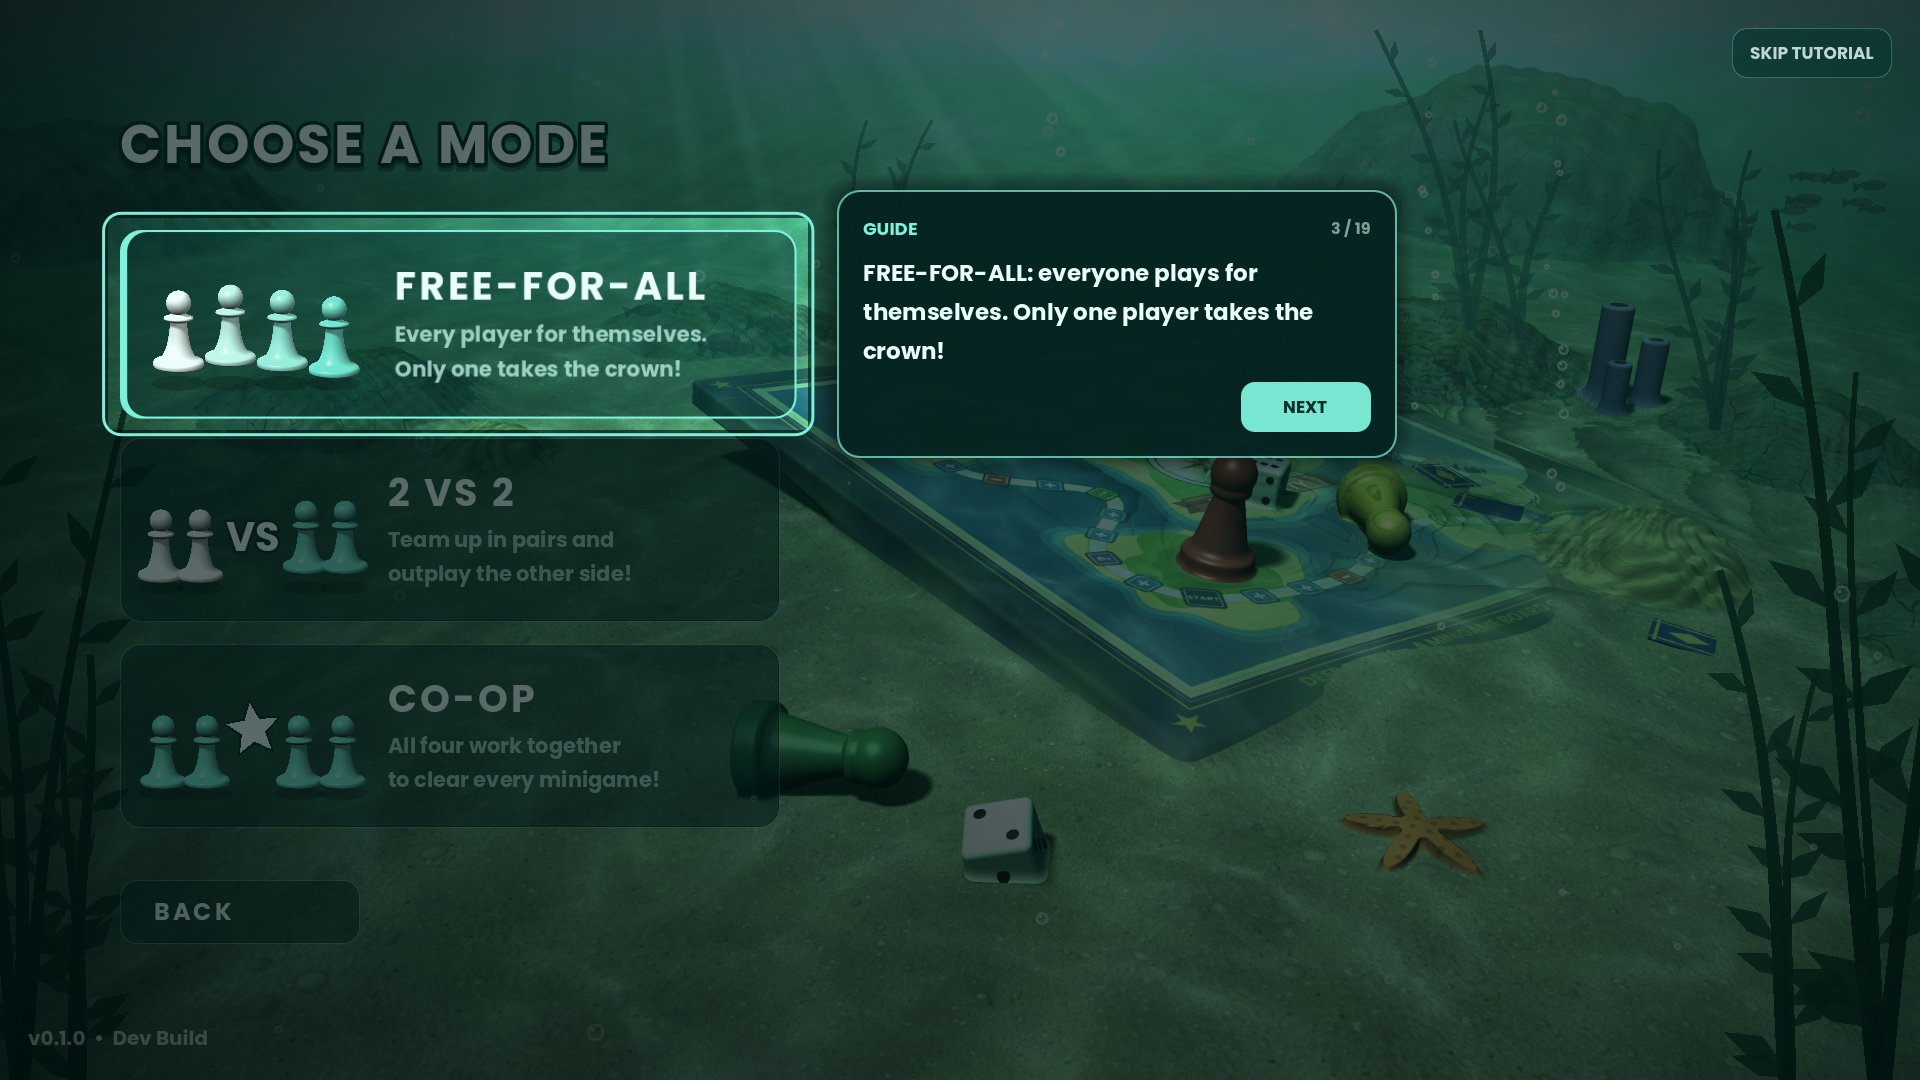 SKIP TUTORIAL
CHOOSE A MODE
FREE-FOR-ALL
Every player for themselves.
Only one takes the crown!
GUIDE
3 / 19
FREE-FOR-ALL: everyone plays for
themselves. Only one player takes the
crown!
NEXT
2 VS 2
VS
Team up in pairs and
outplay the other side!
START
CO-OP
All four work together
to clear every minigame!
BACK
v0.1.0 • Dev Build